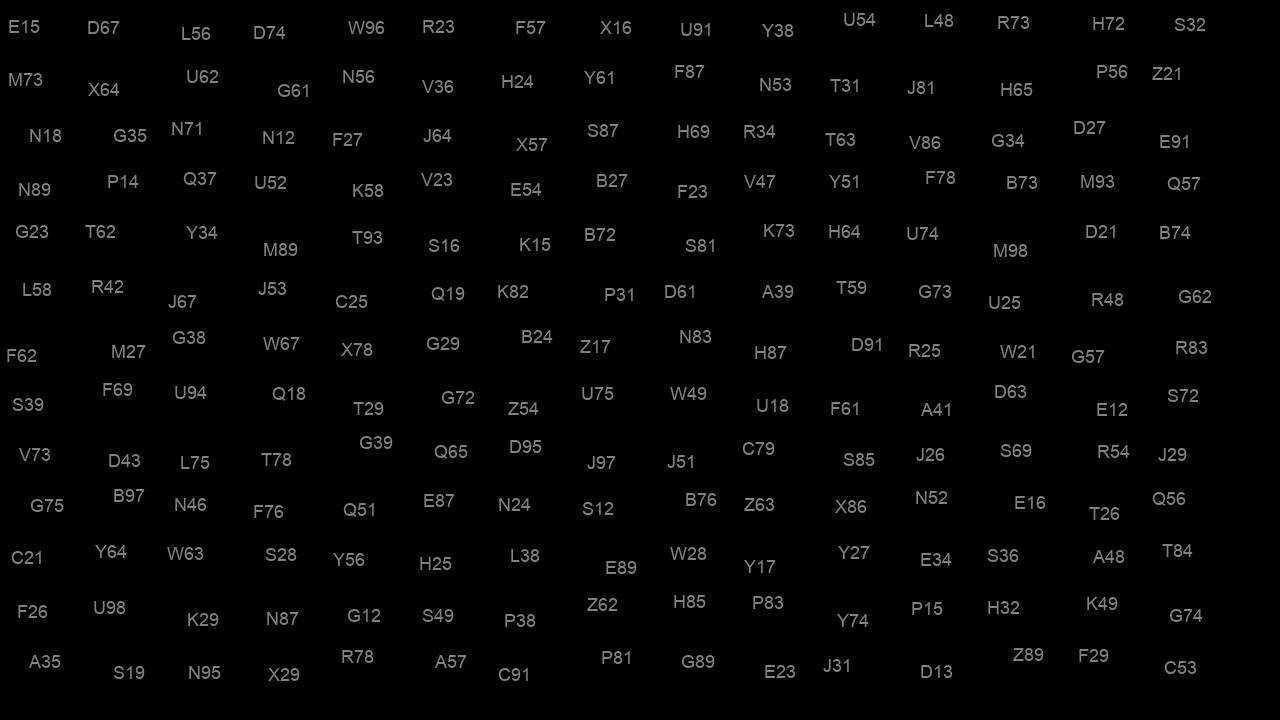 E15 D67 L56 D74 W96 R23 F57 X16 U91 Y38 U54 L48 R73 H72 S32
M73 X64 U62 G61 N56 V36 H24 Y61 F87 N53 T31 J81 H65 P56 Z21
N18 G35 N71 N12 F27 J64 X57 S87 H69 R34 T63 V86 G34 D27 E91
N89 P14 Q37 U52 K58 V23 E54 B27 F23 V47 Y51 F78 B73 M93 Q57
G23 T62 Y34 M89 T93 S16 K15 B72 S81 K73 H64 U74 M98 D21 B74
L58 R42 J67 J53 C25 Q19 K82 P31 D61 A39 T59 G73 U25 R48 G62
F62 M27 G38 W67 X78 G29 B24 Z17 N83 H87 D91 R25 W21 G57 R83
S39 F69 U94 Q18 T29 G72 Z54 U75 W49 U18 F61 A41 D63 E12 S72
V73 D43 L75 T78 G39 Q65 D95 J97 J51 C79 S85 J26 S69 R54 J29
G75 B97 N46 F76 Q51 E87 N24 S12 B76 Z63 X86 N52 E16 T26 Q56
C21 Y64 W63 S28 Y56 H25 L38 E89 W28 Y17 Y27 E34 S36 A48 T84
F26 U98 K29 N87 G12 S49 P38 Z62 H85 P83 Y74 P15 H32 K49 G74
A35 S19 N95 X29 R78 A57 C91 P81 G89 E23 J31 D13 Z89 F29 C53